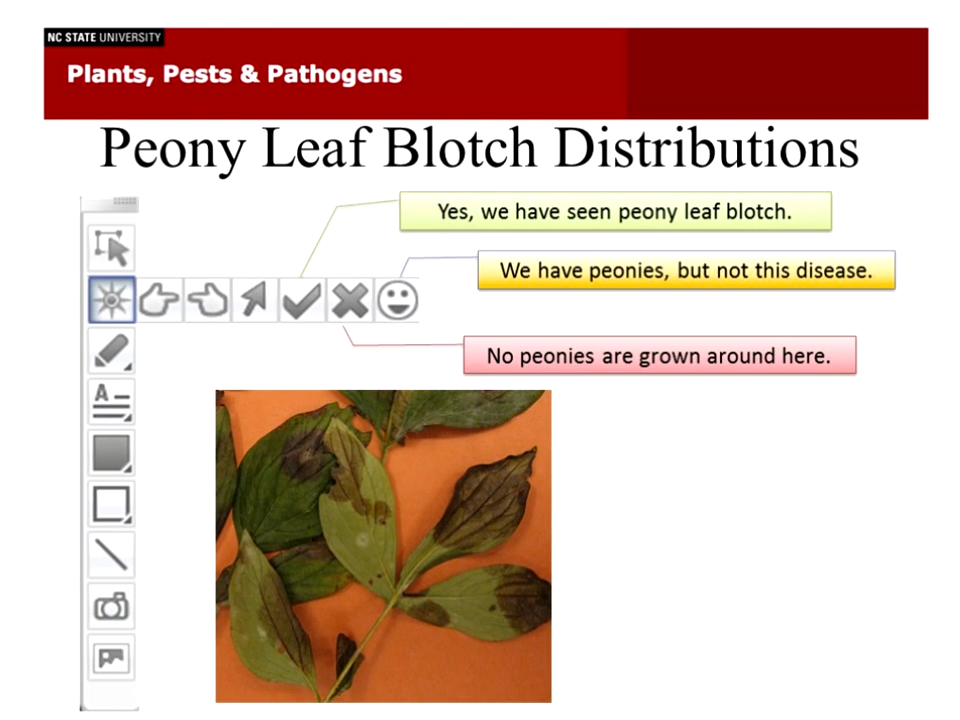 NC STATE UNIVERSITY
Plants, Pests & Pathogens
Peony Leaf Blotch Distributions
Yes, we have seen peony leaf blotch.
We have peonies, but not this disease.
No peonies are grown around here.
A